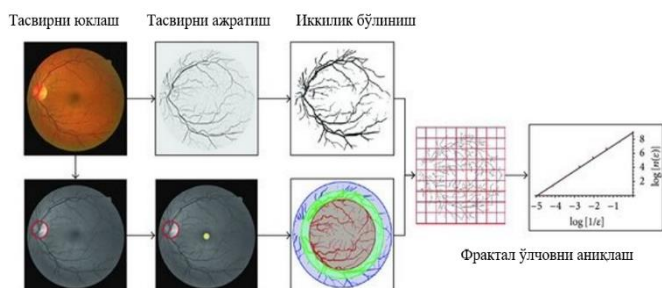 Тасвирни юклаш
Тасвирни ажратиш
Иккилик бўлиниш
8
6
4
2
log [n(ε)]
−5 −4 −3 −2 −1
log [1/ε]
Фрактал ўлчовни аниқлаш